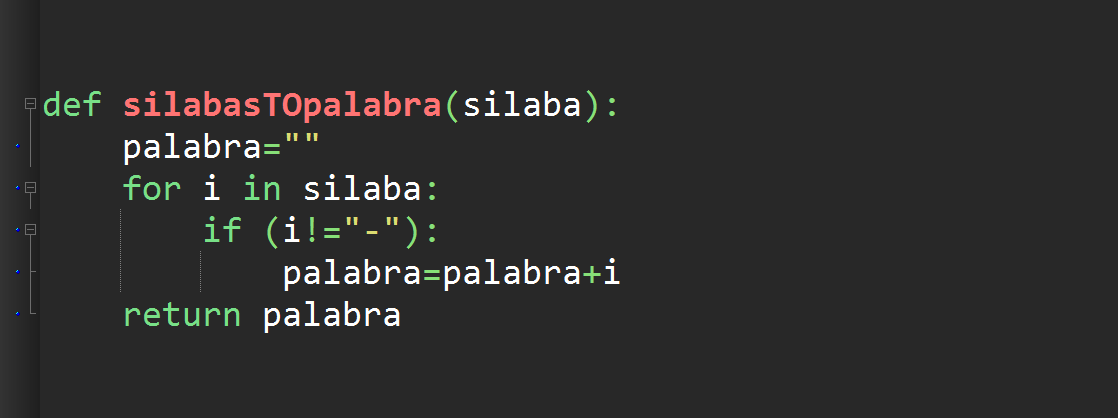 def silabasTOpalabra(silaba):
    palabra=""
    for i in silaba:
        if (i!="-"):
            palabra=palabra+i
    return palabra